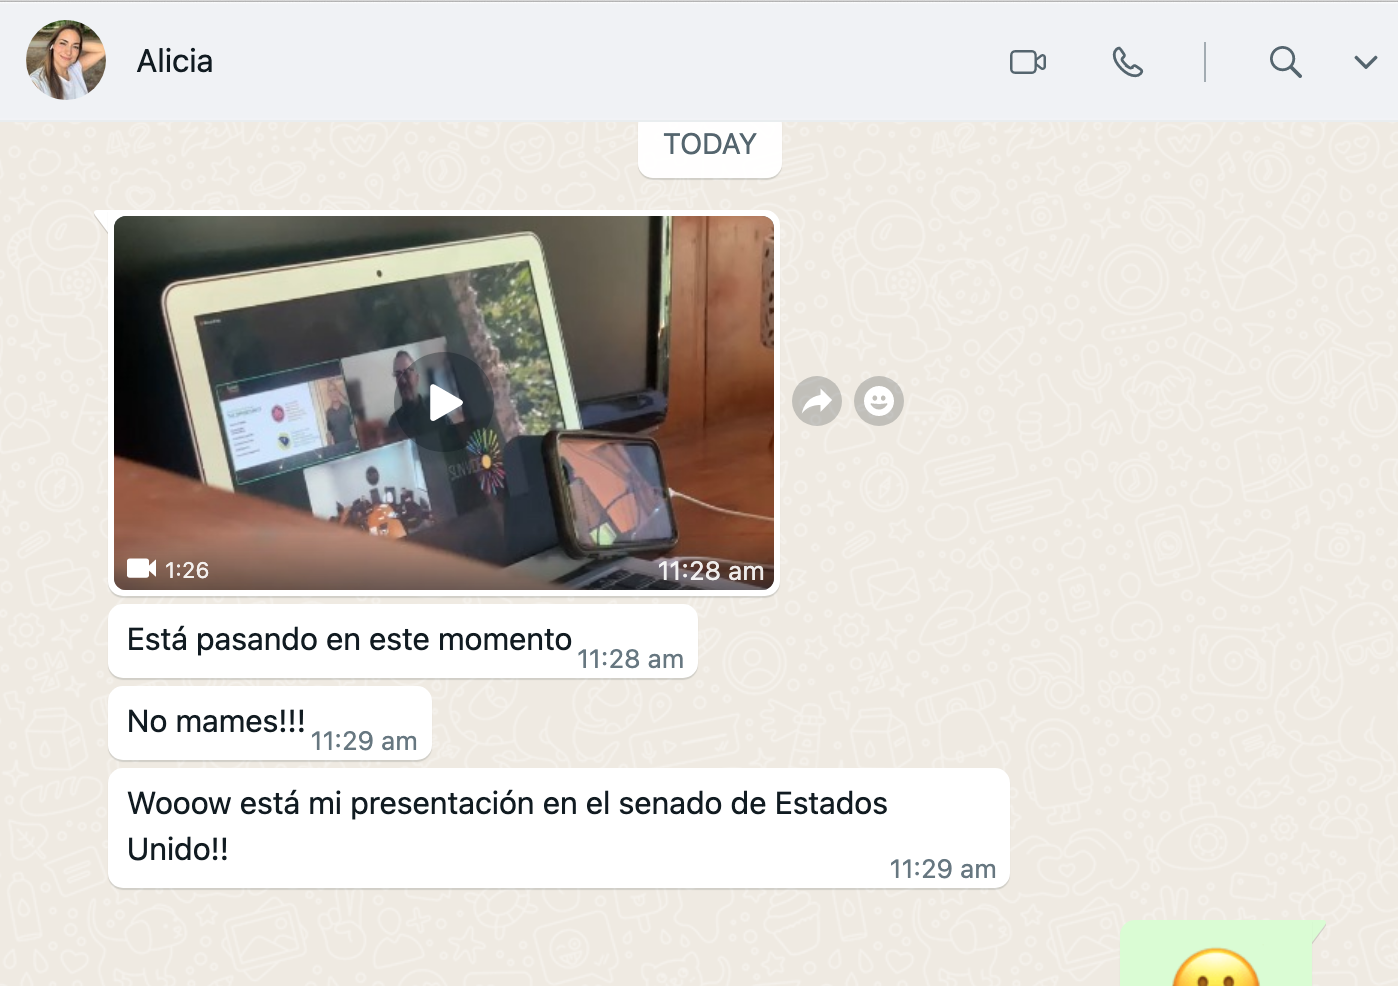 Alicia
TODAY
1:26
11:28 am
Está pasando en este momento
11:28 am
No mames!!!
11:29 am
Wooow está mi presentación en el senado de Estados
Unido!!
11:29 am